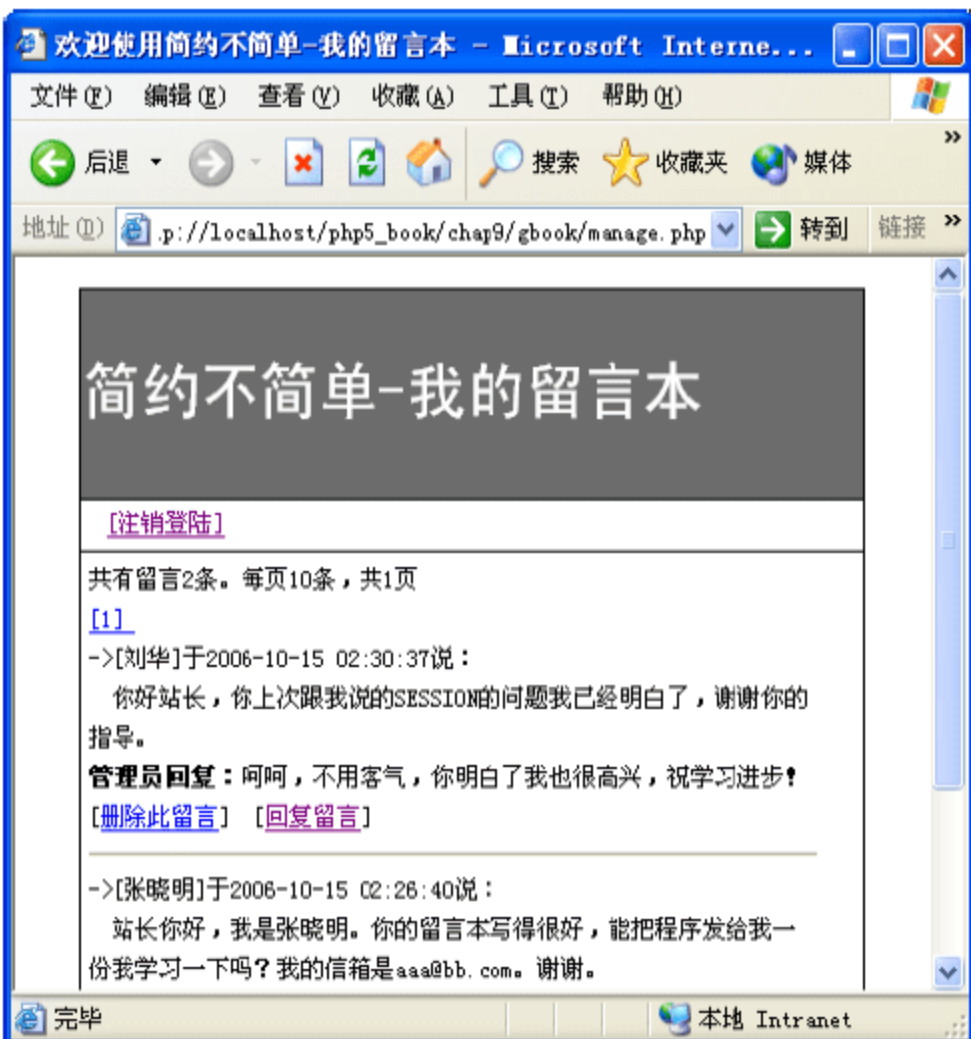 欢迎使用简约不简单-我的留言本 - Microsoft Interne...
文件(F) 编辑(E) 查看(V) 收藏(A) 工具(T) 帮助(H)
后退 搜索 收藏夹 媒体 »
地址(D) .p://localhost/php5_book/chap9/gbook/manage.php 转到 链接 »
简约不简单-我的留言本
[注销登陆]
共有留言2条。每页10条，共1页
[1]
->[刘华]于2006-10-15 02:30:37说：
你好站长，你上次跟我说的SESSION的问题我已经明白了，谢谢你的
指导。
管理员回复：呵呵，不用客气，你明白了我也很高兴，祝学习进步！
[删除此留言] [回复留言]
->[张晓明]于2006-10-15 02:26:40说：
站长你好，我是张晓明。你的留言本写得很好，能把程序发给我一
份我学习一下吗？我的信箱是aaa@bb.com。谢谢。
完毕 本地 Intranet